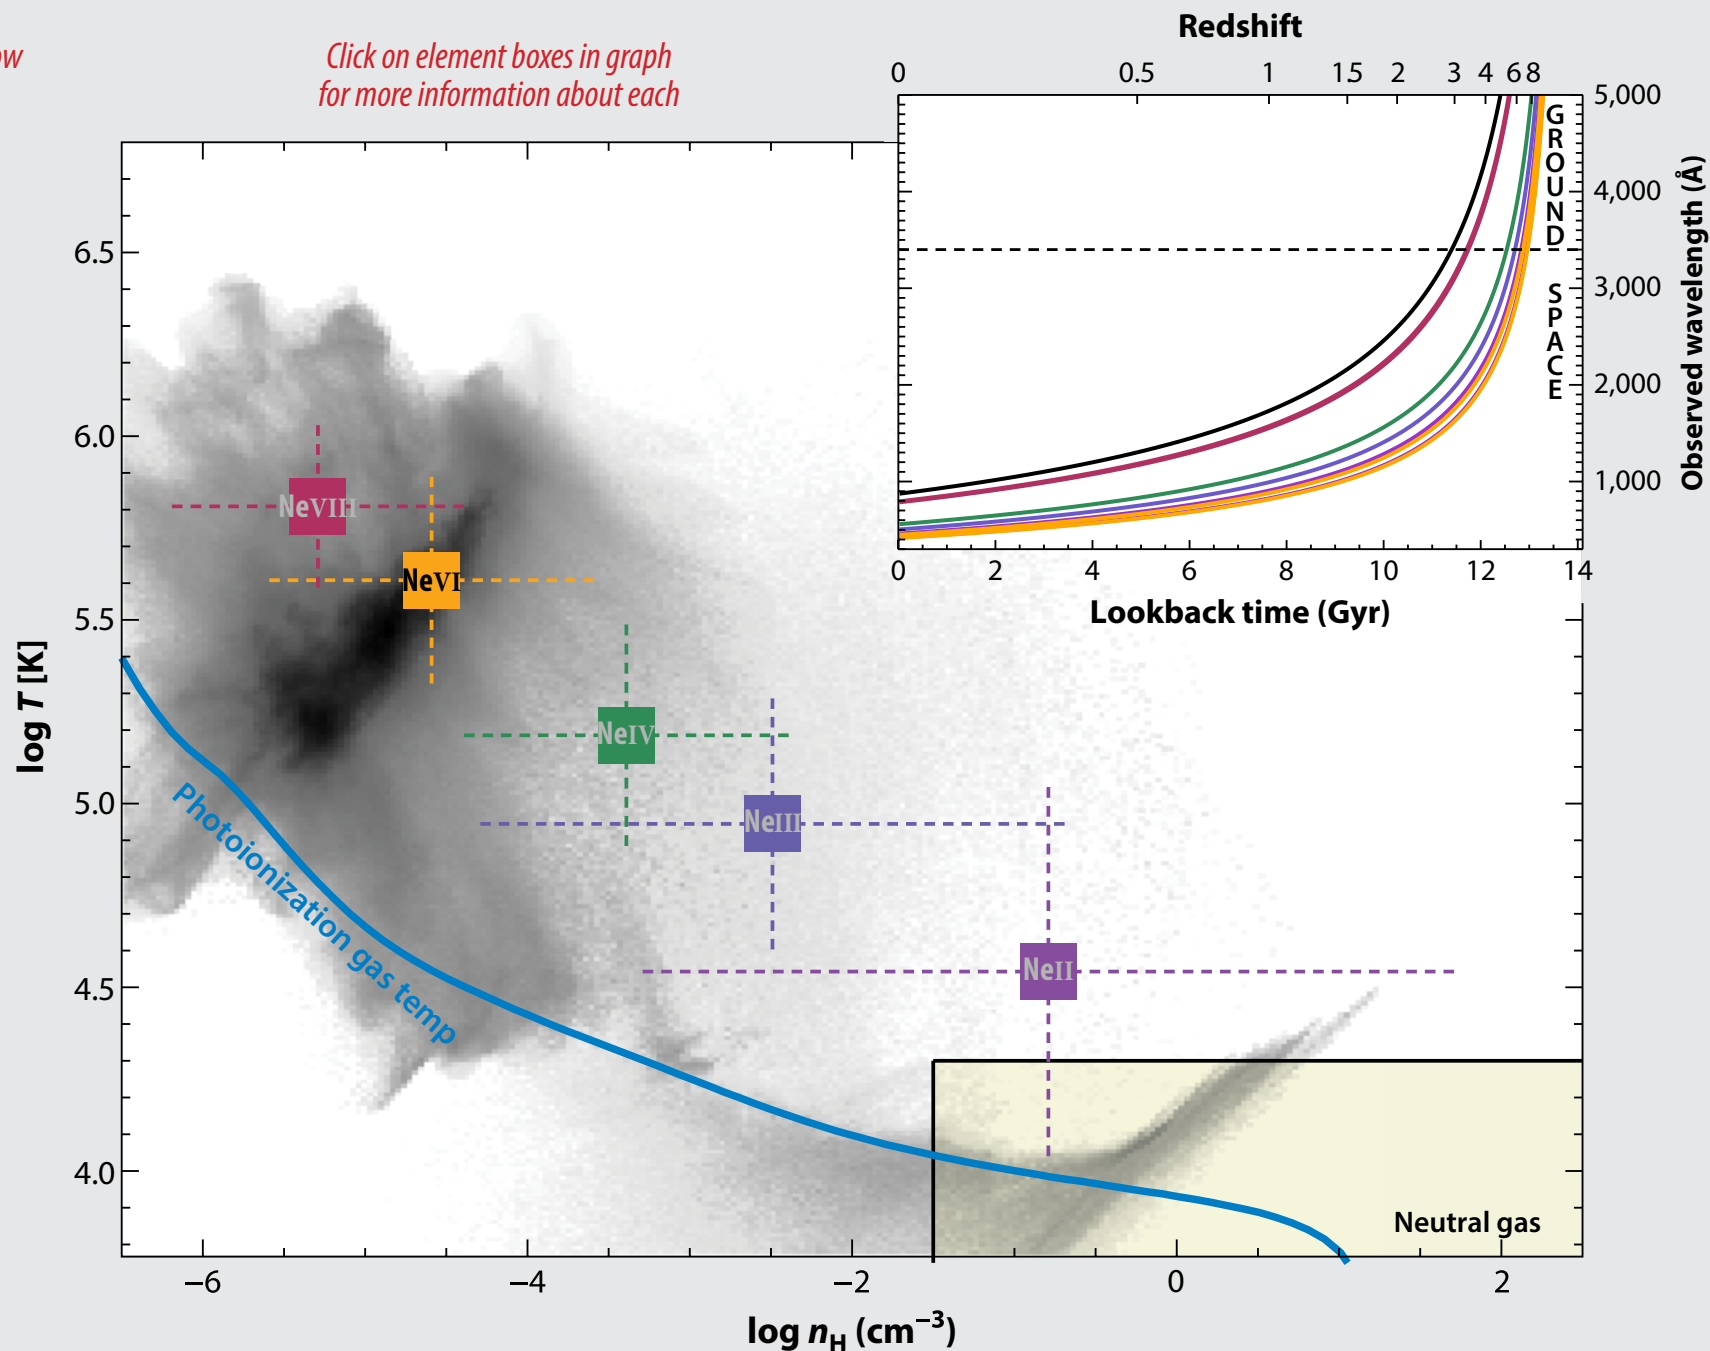 ow
Click on element boxes in graph
for more information about each
Redshift
0 0.5 1 15 2 3 4 6 8
5,000
4,000
3,000
2,000
1,000
Observed wavelength (Å)
GROUND
SPACE
0 2 4 6 8 10 12 14
Lookback time (Gyr)
6.5
6.0
5.5
5.0
4.5
4.0
log T [K]
NeVIII
NeVI
NeIV
NeIII
NeII
Photoionization gas temp
Neutral gas
−6 −4 −2 0 2
log nH (cm−3)